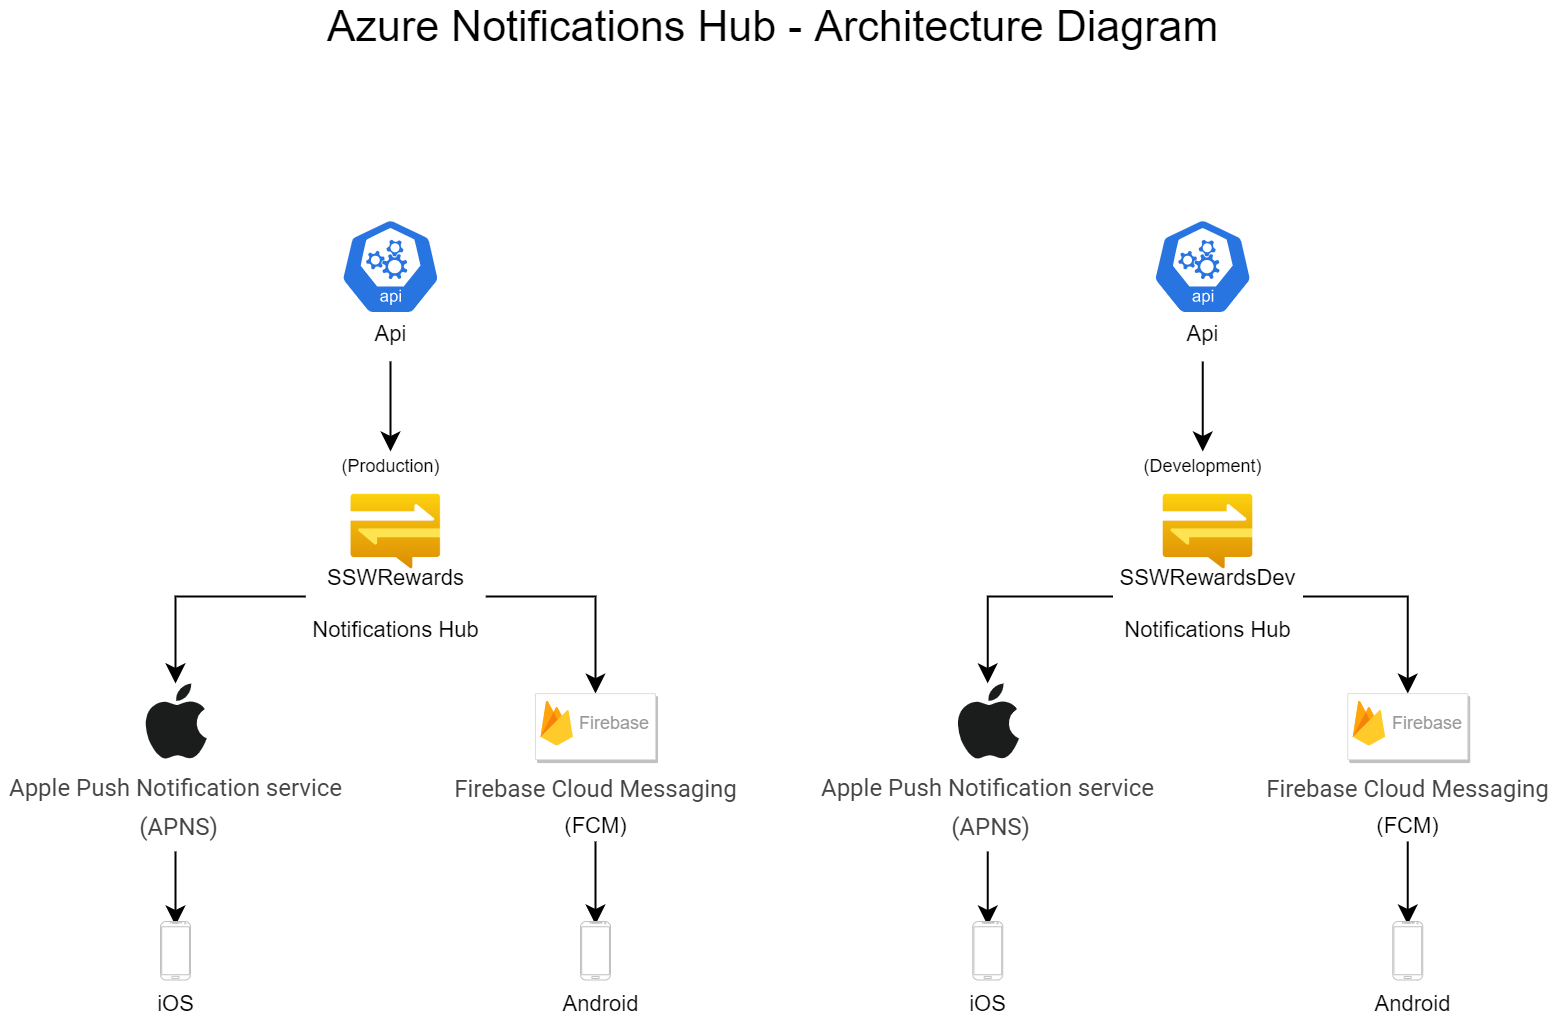 Azure Notifications Hub - Architecture Diagram
api
Api
(Production)
SSWRewards
Notifications Hub
Firebase
Apple Push Notification service
(APNS)
Firebase Cloud Messaging
(FCM)
iOS
Android
api
Api
(Development)
SSWRewardsDev
Notifications Hub
Firebase
Apple Push Notification service
(APNS)
Firebase Cloud Messaging
(FCM)
iOS
Android